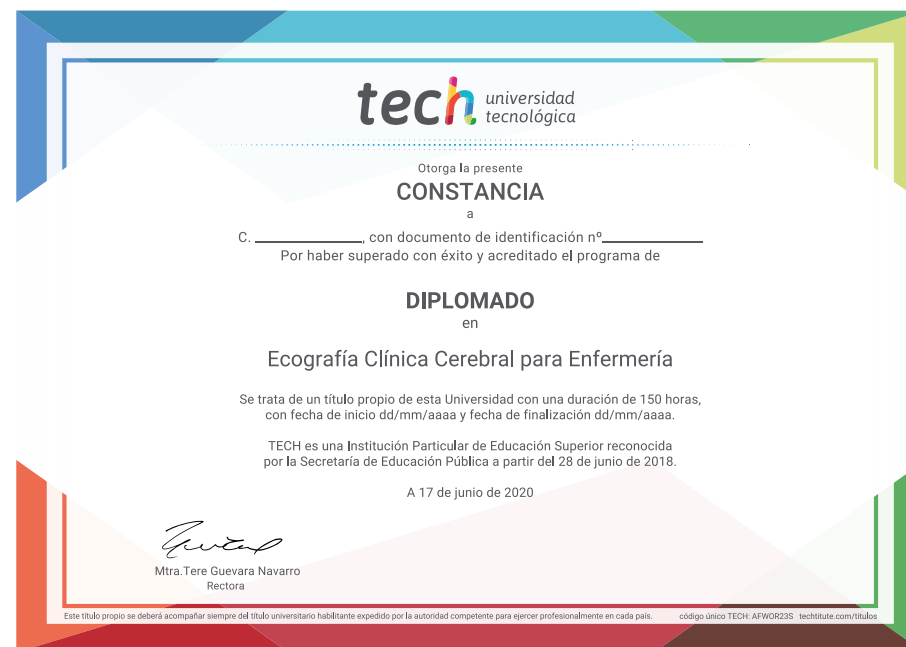 tech universidad
tecnológica
Otorga la presente
CONSTANCIA
a
C. ____________, con documento de identificación nº____________
Por haber superado con éxito y acreditado el programa de
DIPLOMADO
en
Ecografía Clínica Cerebral para Enfermería
Se trata de un título propio de esta Universidad con una duración de 150 horas,
con fecha de inicio dd/mm/aaaa y fecha de finalización dd/mm/aaaa.
TECH es una Institución Particular de Educación Superior reconocida
por la Secretaría de Educación Pública a partir del 28 de junio de 2018.
A 17 de junio de 2020
Mtra.Tere Guevara Navarro
Rectora
Este título propio se deberá acompañar siempre del título universitario habilitante expedido por la autoridad competente para ejercer profesionalmente en cada país. código único TECH: AFWOR23S techtitute.com/titulos